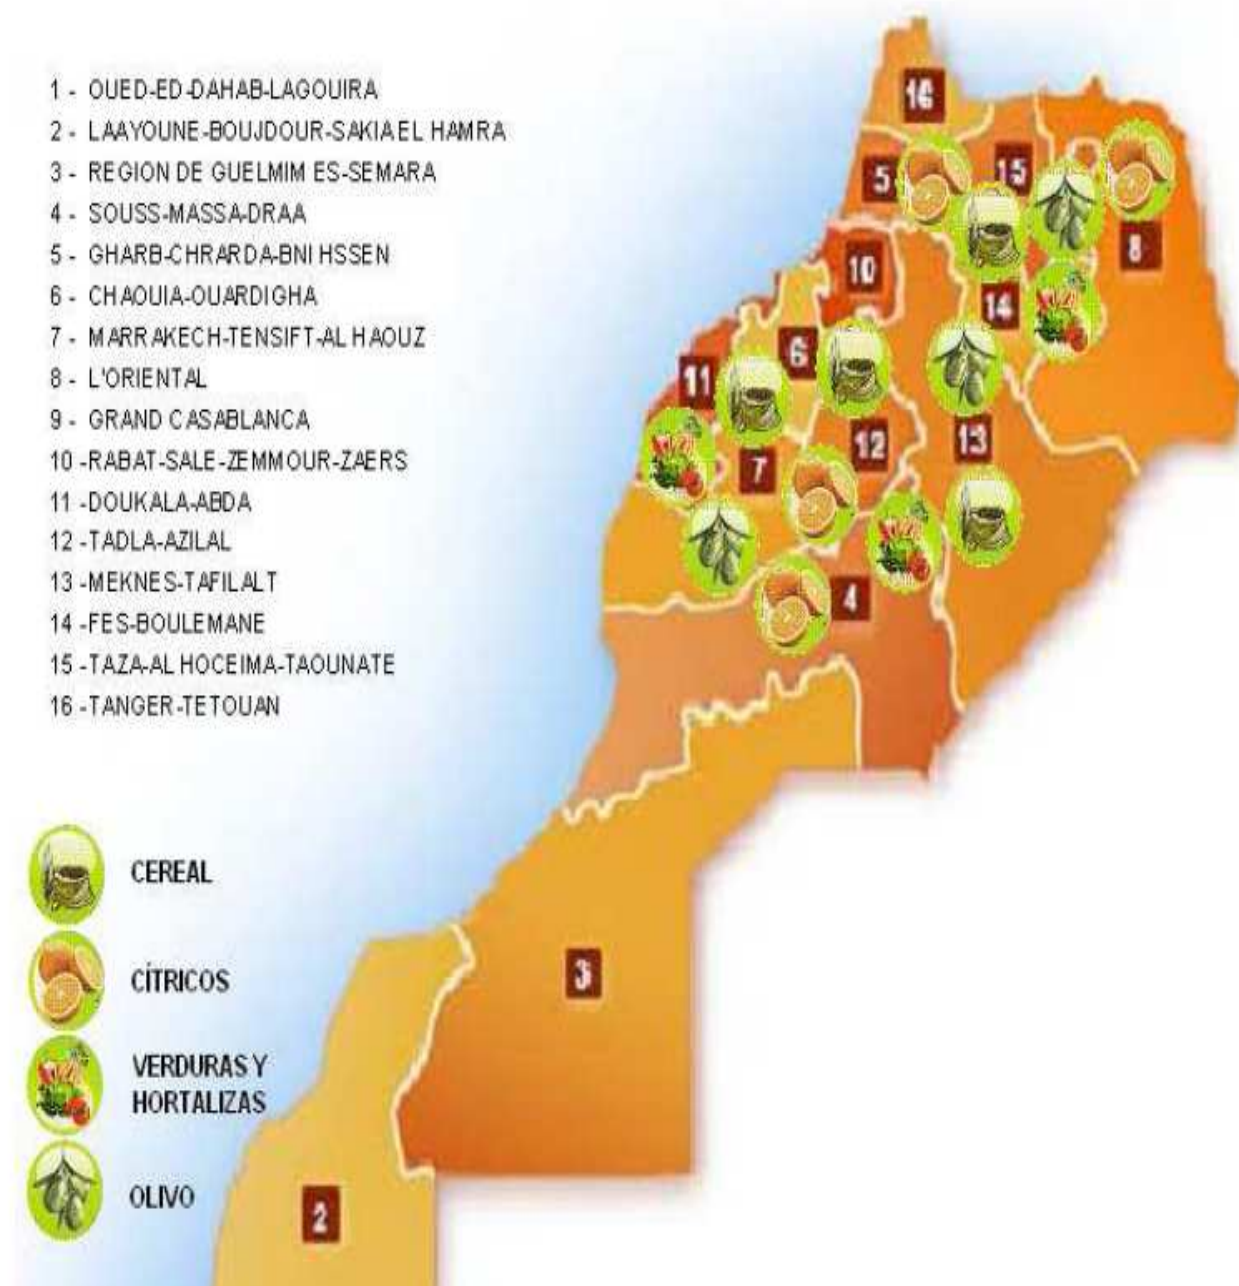 1 - OUED-ED-DAHAB-LAGOUIRA
2 - LAAYOUNE-BOUJDOUR-SAKIA EL HAMRA
3 - REGION DE GUELMIM ES-SEMARA
4 - SOUSS-MASSA-DRAA
5 - GHARB-CHRARDA-BNI HSSEN
6 - CHAOUIA-OUARDIGHA
7 - MARRAKECH-TENSIFT-AL HAOUZ
8 - L'ORIENTAL
9 - GRAND CASABLANCA
10 -RABAT-SALE-ZEMMOUR-ZAERS
11 -DOUKALA-ABDA
12 -TADLA-AZILAL
13 -MEKNES-TAFILALT
14 -FES-BOULEMANE
15 -TAZA-AL HOCEIMA-TAOUNATE
16 -TANGER-TETOUAN
16
5
15
8
10
14
6
11
12
13
7
4
3
2
CEREAL
CÍTRICOS
VERDURAS Y
HORTALIZAS
OLIVO